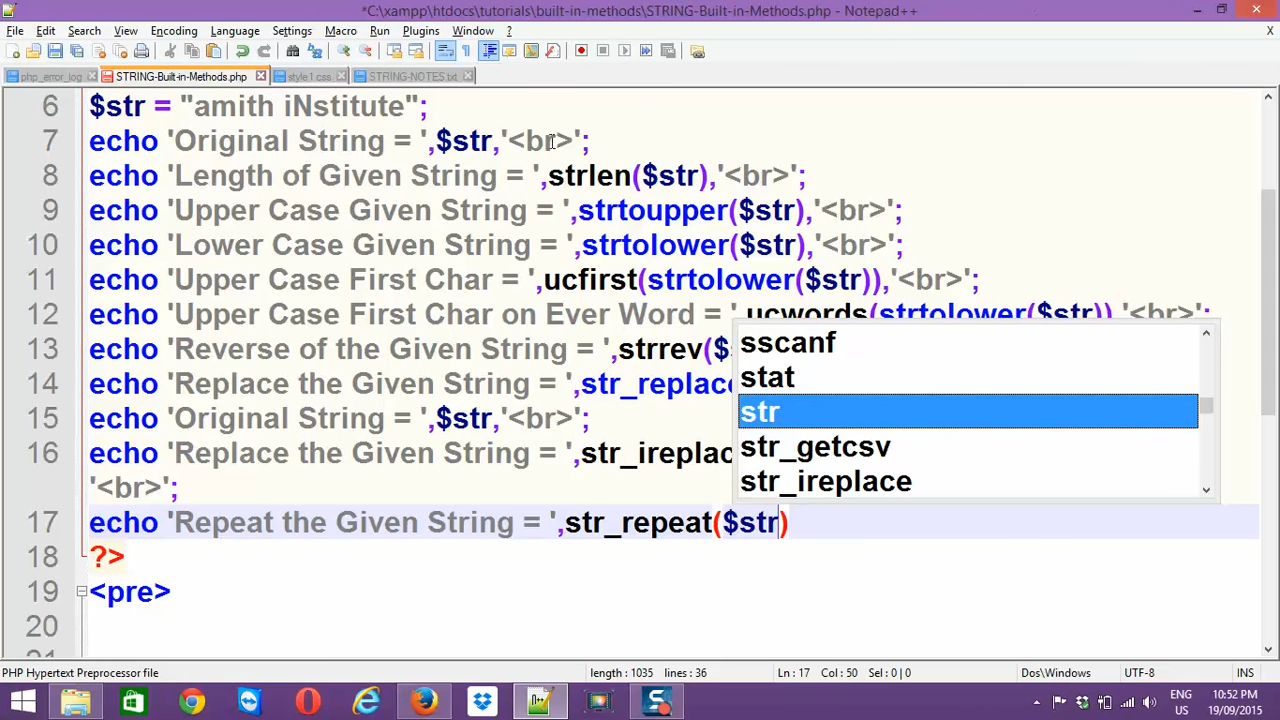 *C:\xampp\htdocs\tutorials\built-in-methods\STRING-Built-in-Methods.php - Notepad++
File Edit Search View Encoding Language Settings Macro Run Plugins Window ? X
php_error_log STRING-Built-in-Methods.php style1.css STRING-NOTES.txt
6 $str = "amith iNstitute";
7 echo 'Original String = ',$str,'<br>';
8 echo 'Length of Given String = ',strlen($str),'<br>';
9 echo 'Upper Case Given String = ',strtoupper($str),'<br>';
10 echo 'Lower Case Given String = ',strtolower($str),'<br>';
11 echo 'Upper Case First Char = ',ucfirst(strtolower($str)),'<br>';
12 echo 'Upper Case First Char on Ever Word = ',ucwords(strtolower($str)),'<br>';
13 echo 'Reverse of the Given String = ',strrev($
14 echo 'Replace the Given String = ',str_replace
15 echo 'Original String = ',$str,'<br>';
16 echo 'Replace the Given String = ',str_ireplac
'<br>';
17 echo 'Repeat the Given String = ',str_repeat($str)
18 ?>
19 <pre>
20
21
sscanf
stat
str
str_getcsv
str_ireplace
PHP Hypertext Preprocessor file length : 1035 lines : 36 Ln : 17 Col : 50 Sel : 0 | 0 Dos\Windows UTF-8 INS
ENG
US
10:52 PM
19/09/2015